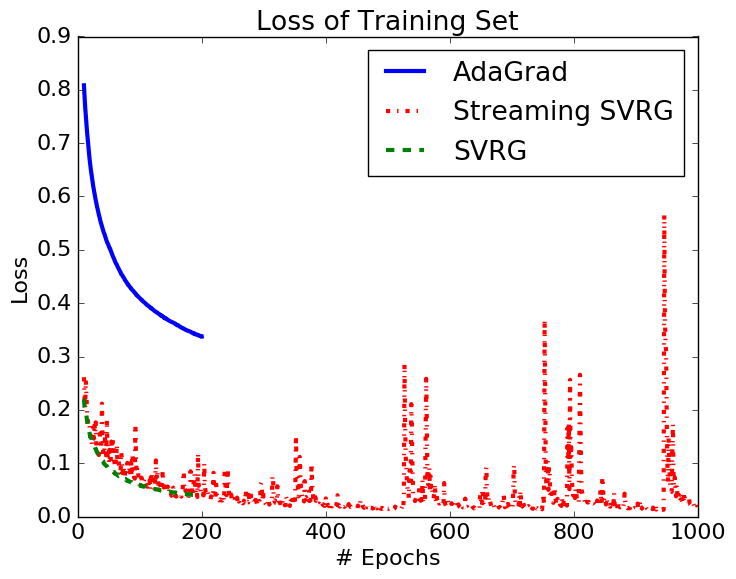 Loss of Training Set
0.9
0.8
0.7
0.6
0.5
0.4
0.3
0.2
0.1
0.0
Loss
AdaGrad
Streaming SVRG
SVRG
0 200 400 600 800 1000
# Epochs